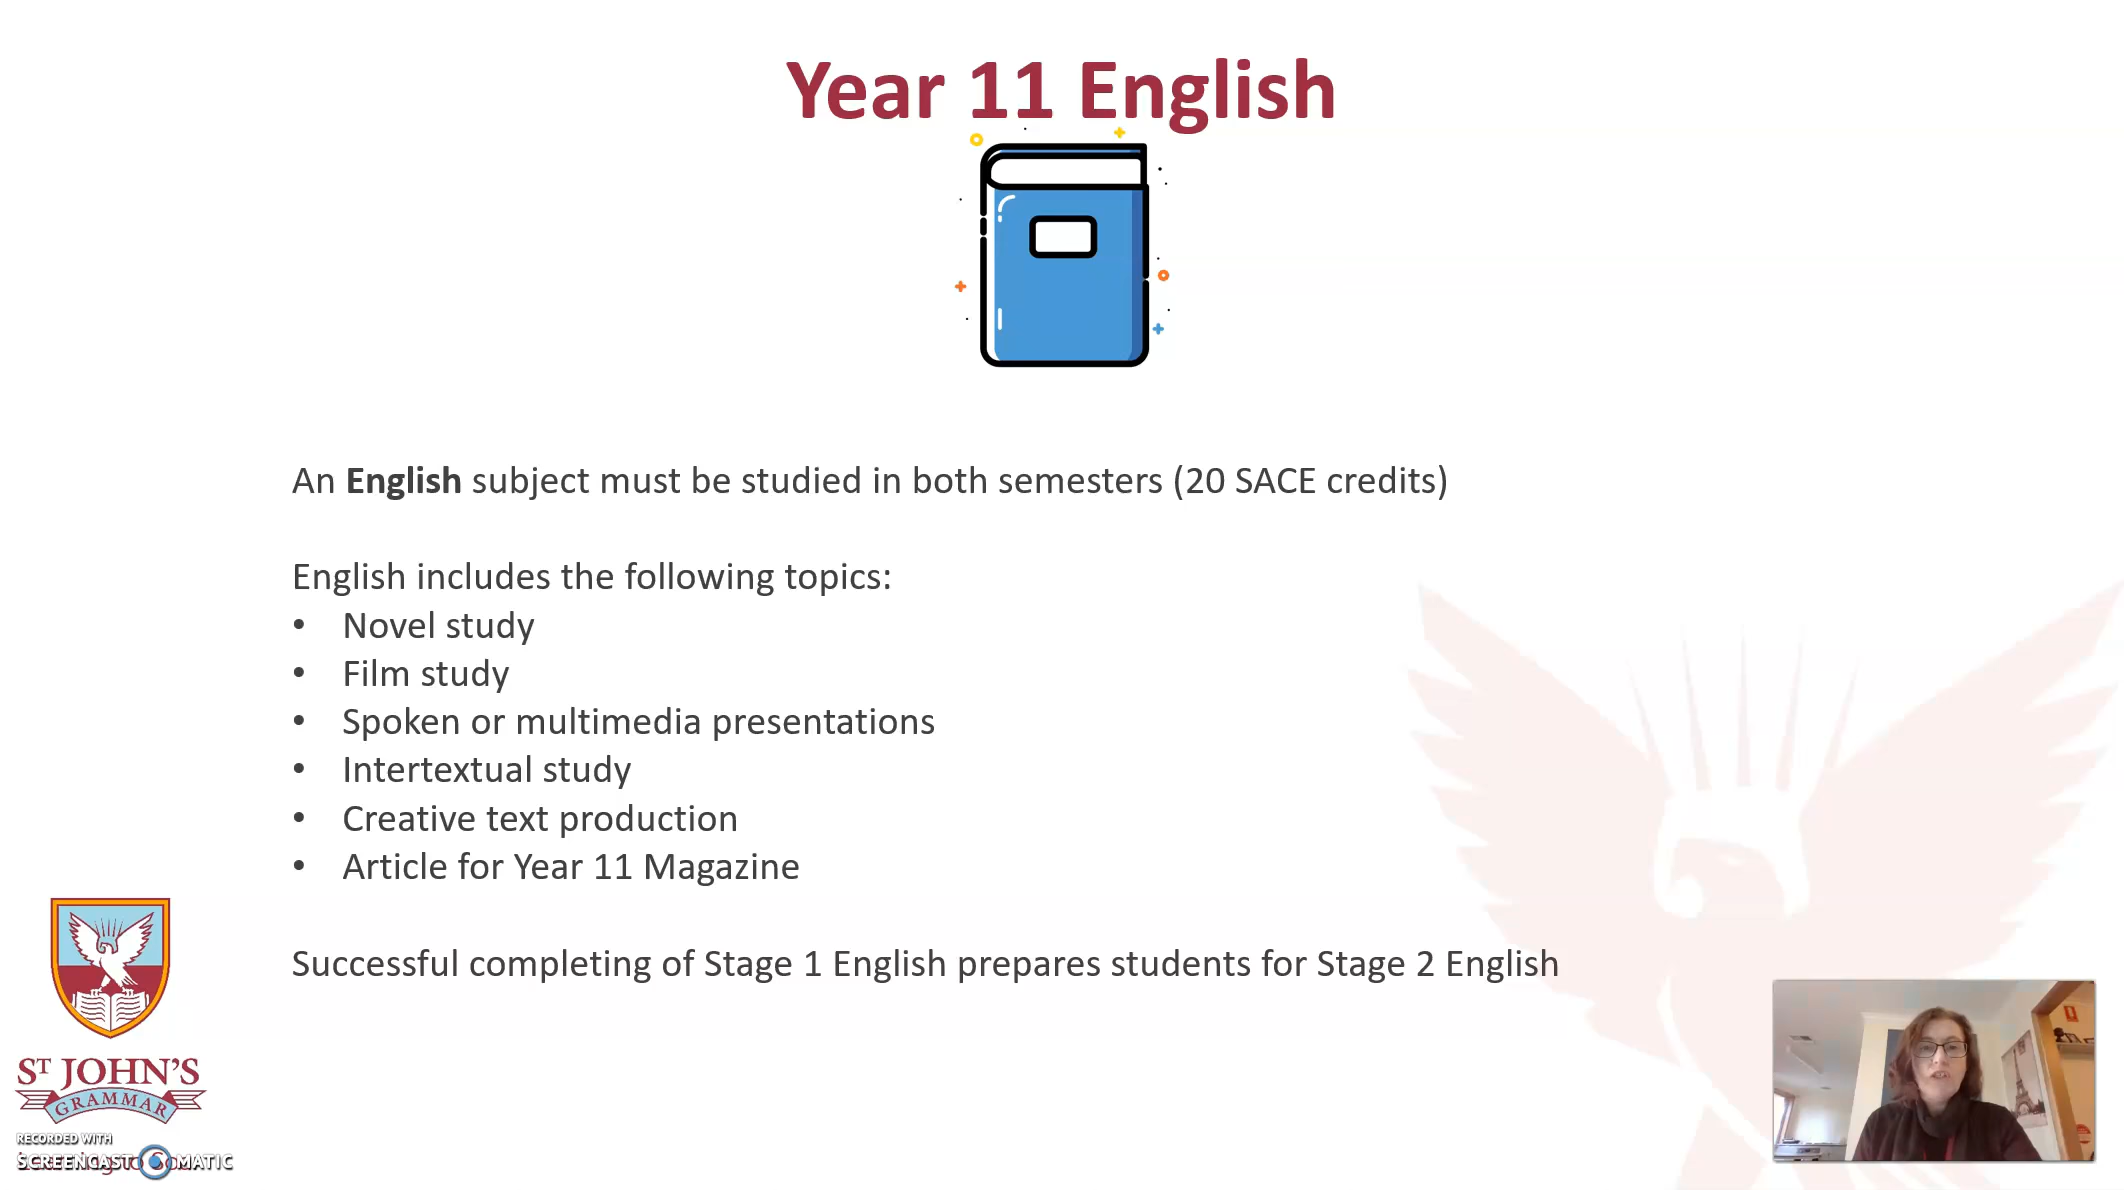 Year 11 English
An English subject must be studied in both semesters (20 SACE credits)
English includes the following topics:
• Novel study
• Film study
• Spoken or multimedia presentations
• Intertextual study
• Creative text production
• Article for Year 11 Magazine
Successful completing of Stage 1 English prepares students for Stage 2 English
ST JOHN'S
GRAMMAR
RECORDED WITH
SCREENCAST MATIC